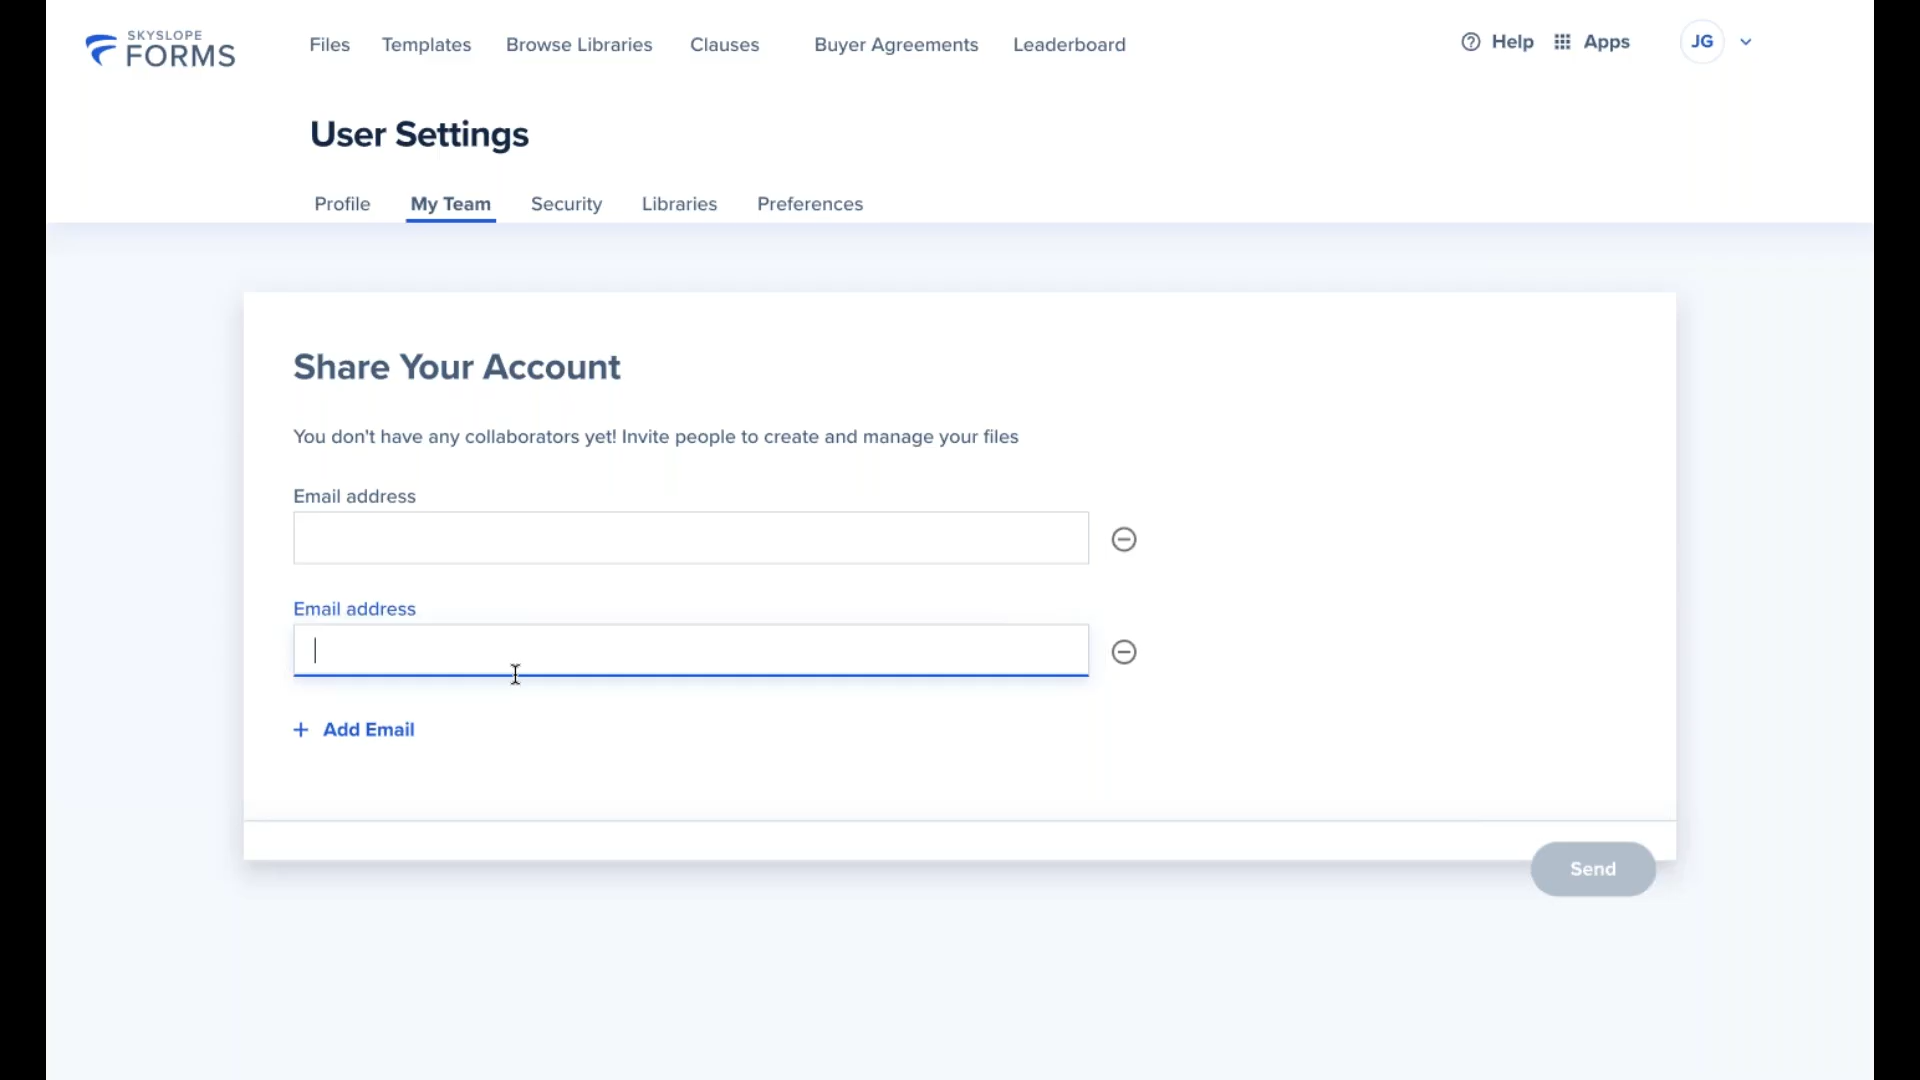 SKYSLOPE
FORMS
Files Templates Browse Libraries Clauses Buyer Agreements Leaderboard
Help Apps JG
User Settings
Profile My Team Security Libraries Preferences
Share Your Account
You don't have any collaborators yet! Invite people to create and manage your files
Email address
Email address
+ Add Email
Send